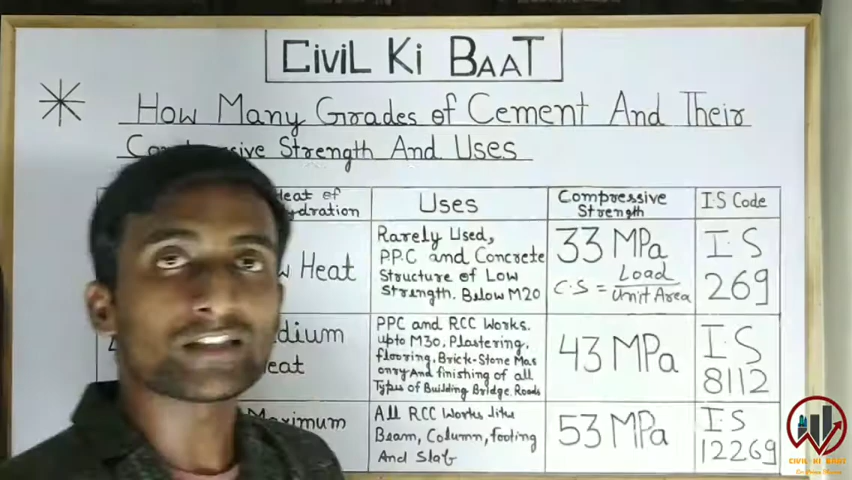 CiviL Ki BAAT
How Many Grades of Cement And Their
Strength And Uses
Heat of
Uses
Compressive
Strength
I.S Code
Heat
Rarely Used,
P.P.C and Concrete
Structure of Low
Strength. Below M20
33 MPa
C.S = Load
Unit Area
I.S
269
Heat
PPC and RCC Works.
upto M30, Plastering,
flooring, Brick-Stone Mas
onry And finishing of all
Types of Building Bridge, Roads
43 MPa
I.S
8112
Maximum
All RCC Works like
Beam, Column, footing
And Slab
53 MPa
I.S
12269
CIVIL KI BAAT